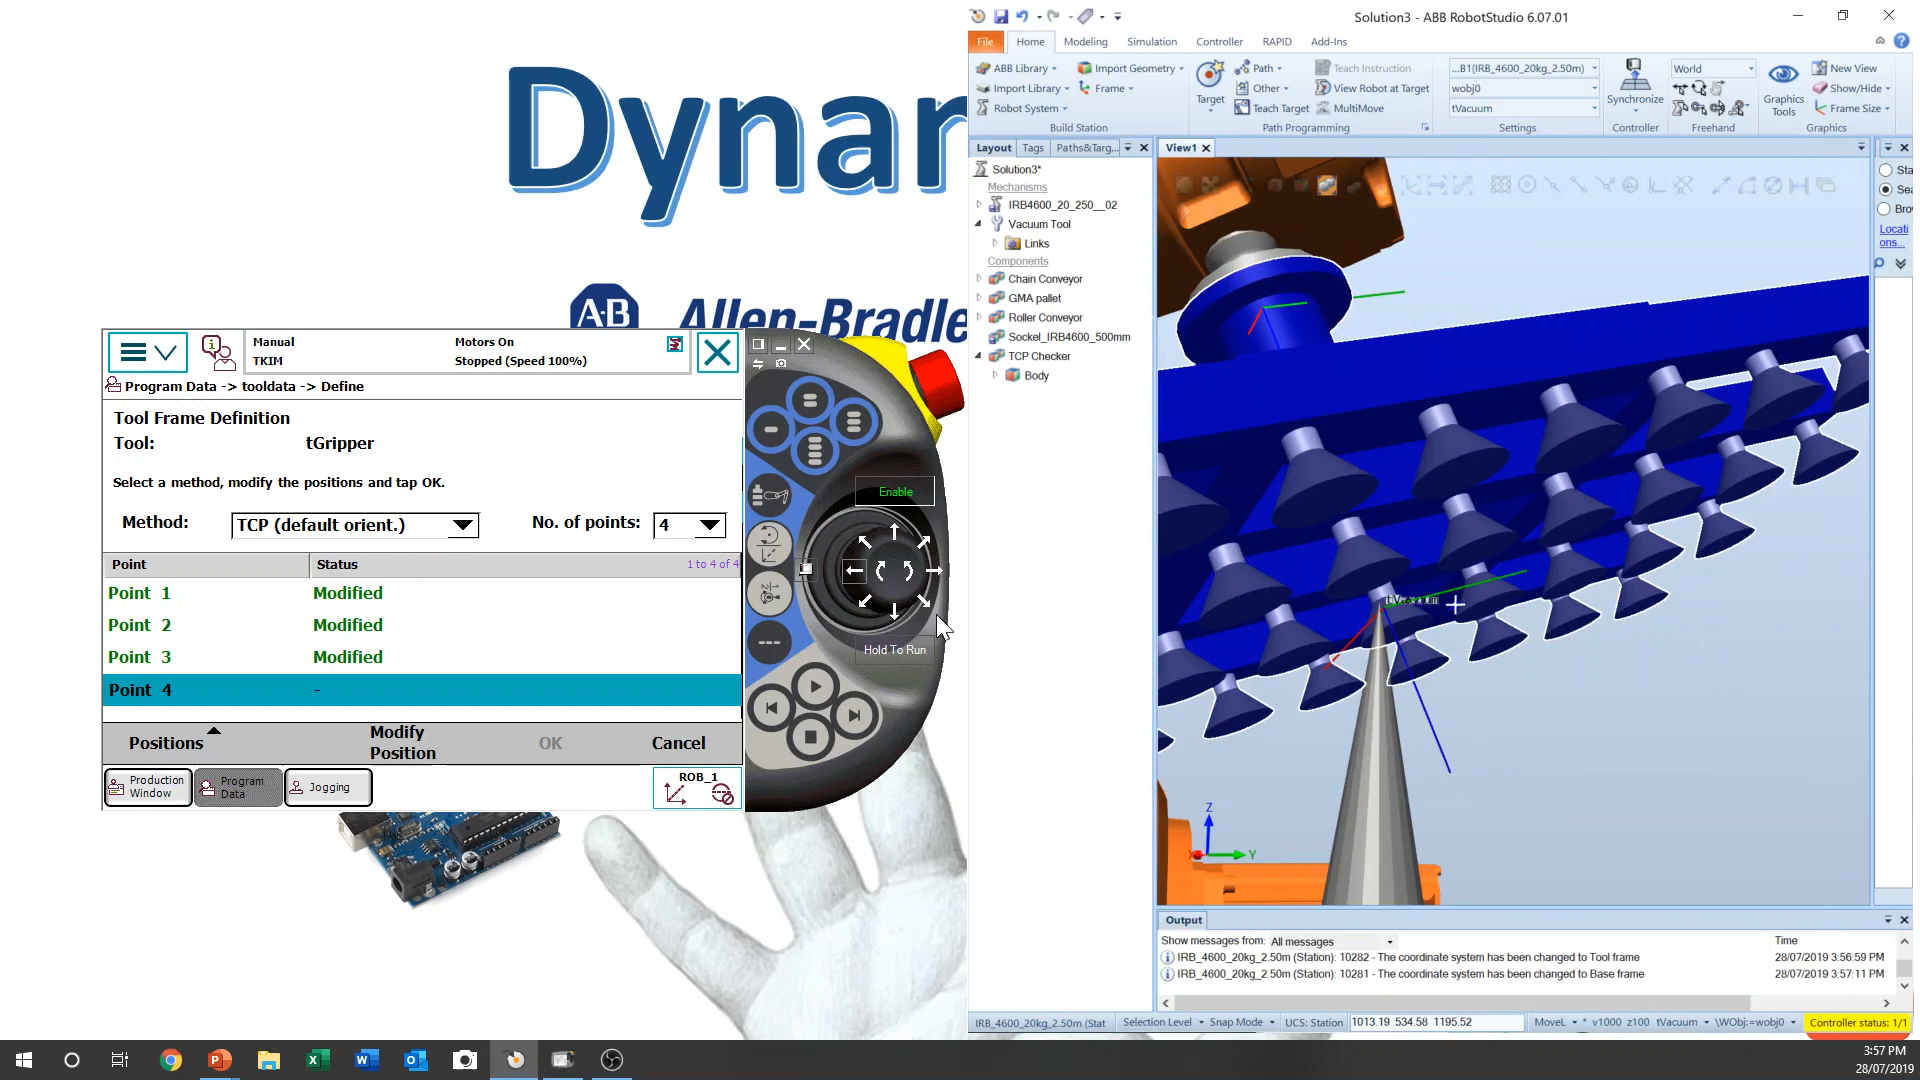 Dynar
A·B Allen-Bradle
Manual Motors On
TKIM Stopped (Speed 100%)
Program Data -> tooldata -> Define
Tool Frame Definition
Tool: tGripper
Select a method, modify the positions and tap OK.
Method: TCP (default orient.) No. of points: 4
Point Status 1 to 4 of 4
Point 1 Modified
Point 2 Modified
Point 3 Modified
Point 4 -
Positions Modify Position OK Cancel
Production Window
Program Data
Jogging
ROB_1
Enable
Hold To Run
Solution3 - ABB RobotStudio 6.07.01
File Home Modeling Simulation Controller RAPID Add-Ins
ABB Library Import Geometry
Import Library Frame
Robot System
Build Station
Target
Path Teach Instruction
Other View Robot at Target
Teach Target MultiMove
Path Programming
...B1(IRB_4600_20kg_2.50m)
wobj0
tVacuum
Settings
Synchronize
Controller
World
Freehand
Graphics Tools
New View
Show/Hide
Frame Size
Graphics
Layout Tags Paths&Targ...
View1
Solution3*
Mechanisms
IRB4600_20_250__02
Vacuum Tool
Links
Components
Chain Conveyor
GMA pallet
Roller Conveyor
Sockel_IRB4600_500mm
TCP Checker
Body
Sta
Sea
Bro
Locati
ons...
Z
X
Y
Output
Show messages from: All messages Time
IRB_4600_20kg_2.50m (Station): 10282 - The coordinate system has been changed to Tool frame 28/07/2019 3:56:59 PM
IRB_4600_20kg_2.50m (Station): 10281 - The coordinate system has been changed to Base frame 28/07/2019 3:57:11 PM
IRB_4600_20kg_2.50m (Stat Selection Level Snap Mode UCS: Station 1013.19 534.58 1195.52 MoveL * v1000 z100 tVacuum \WObj:=wobj0 Controller status: 1/1
3:57 PM
28/07/2019